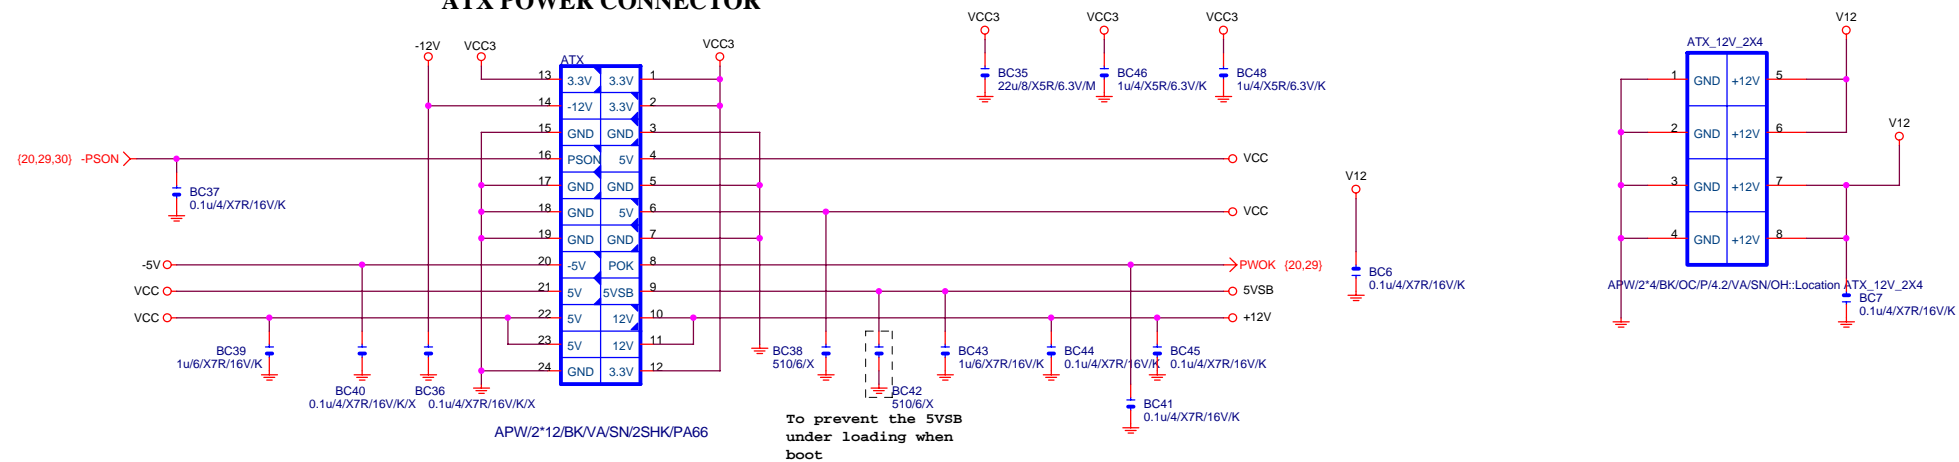 ATX POWER CONNECTOR
-12V
VCC3
ATX
VCC3
13 3.3V 3.3V 1
14 -12V 3.3V 2
15 GND GND 3
{20,29,30} -PSON 16 PSON 5V 4 VCC
17 GND GND 5
18 GND 5V 6 VCC
19 GND GND 7
-5V 20 -5V POK 8 PWOK {20,29}
VCC 21 5V 5VSB 9 5VSB
VCC 22 5V 12V 10 +12V
23 5V 12V 11
24 GND 3.3V 12
APW/2*12/BK/VA/SN/2SHK/PA66
BC37
0.1u/4/X7R/16V/K
BC39
1u/6/X7R/16V/K
BC40
0.1u/4/X7R/16V/K/X
BC36
0.1u/4/X7R/16V/K/X
BC38
510/6/X
BC42
510/6/X
To prevent the 5VSB
under loading when
boot
BC43
1u/6/X7R/16V/K
BC44
0.1u/4/X7R/16V/K
BC45
0.1u/4/X7R/16V/K
BC41
0.1u/4/X7R/16V/K
VCC3
BC35
22u/8/X5R/6.3V/M
VCC3
BC46
1u/4/X5R/6.3V/K
VCC3
BC48
1u/4/X5R/6.3V/K
V12
BC6
0.1u/4/X7R/16V/K
V12
ATX_12V_2X4
1 GND +12V 5
2 GND +12V 6
V12
3 GND +12V 7
4 GND +12V 8
APW/2*4/BK/OC/P/4.2/VA/SN/OH::Location ATX_12V_2X4
BC7
0.1u/4/X7R/16V/K